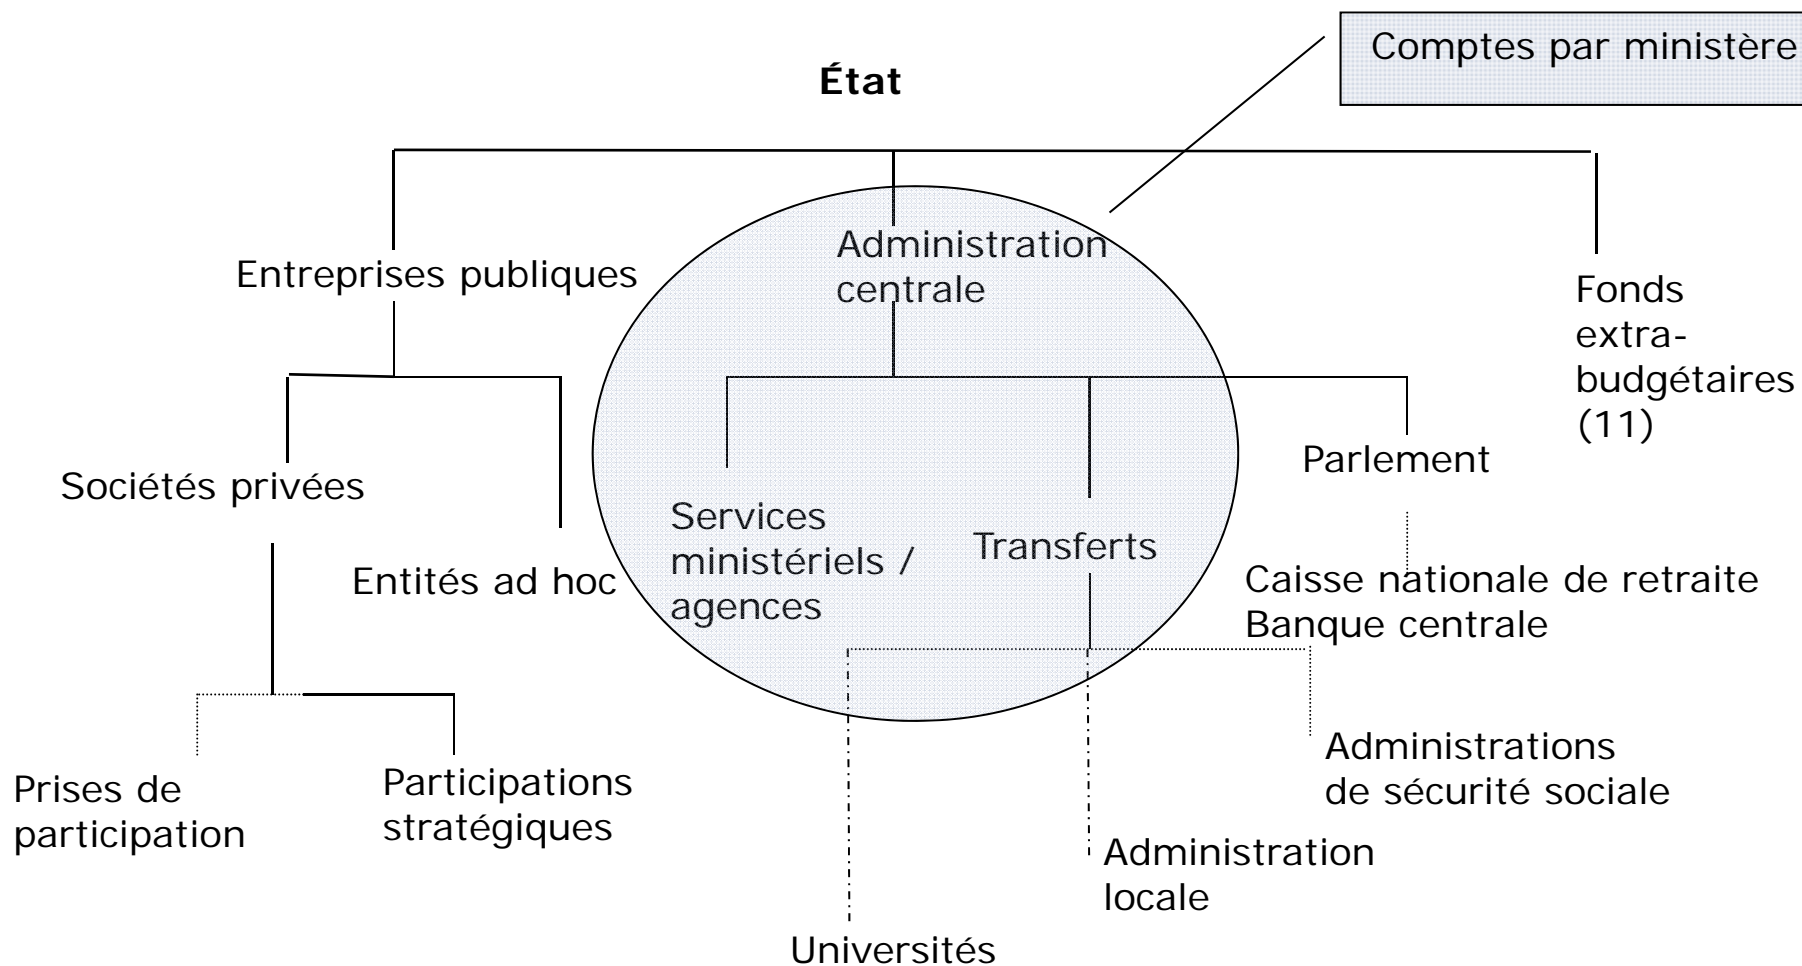 Comptes par ministère
État
Entreprises publiques
Administration
centrale
Fonds
extra-
budgétaires
(11)
Sociétés privées
Entités ad hoc
Services
ministériels /
agences
Transferts
Parlement
Caisse nationale de retraite
Banque centrale
Prises de
participation
Participations
stratégiques
Administrations
de sécurité sociale
Administration
locale
Universités